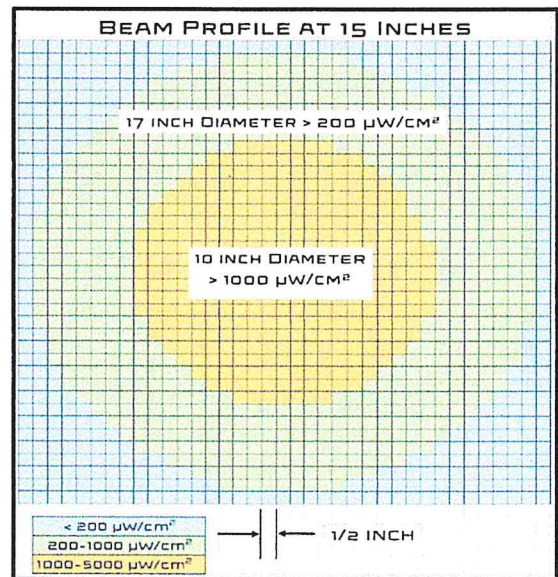 BEAM PROFILE AT 15 INCHES
17 INCH DIAMETER > 200 µW/CM²
10 INCH DIAMETER
> 1000 µW/CM²
< 200 µW/cm²
200-1000 µW/cm²
1000-5000 µW/cm²
1/2 INCH